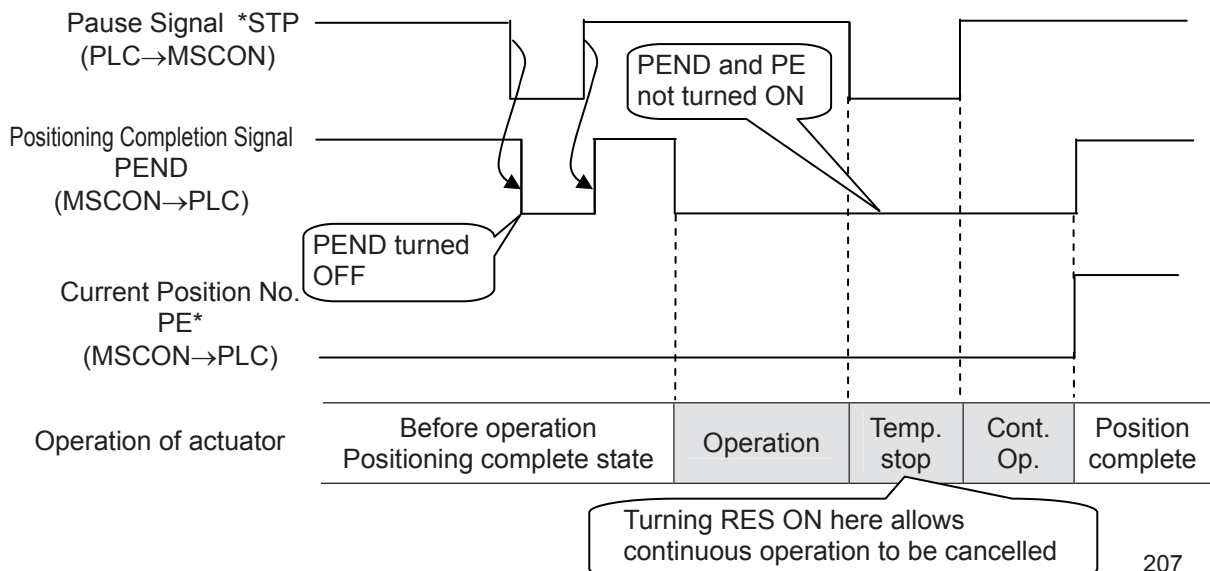 Pause Signal *STP
(PLC→MSCON)
PEND and PE
not turned ON
Positioning Completion Signal
PEND
(MSCON→PLC)
PEND turned
OFF
Current Position No.
PE*
(MSCON→PLC)
Operation of actuator
Before operation
Positioning complete state
Operation
Temp.
stop
Cont.
Op.
Position
complete
Turning RES ON here allows
continuous operation to be cancelled
207